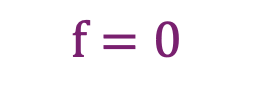 f = 0